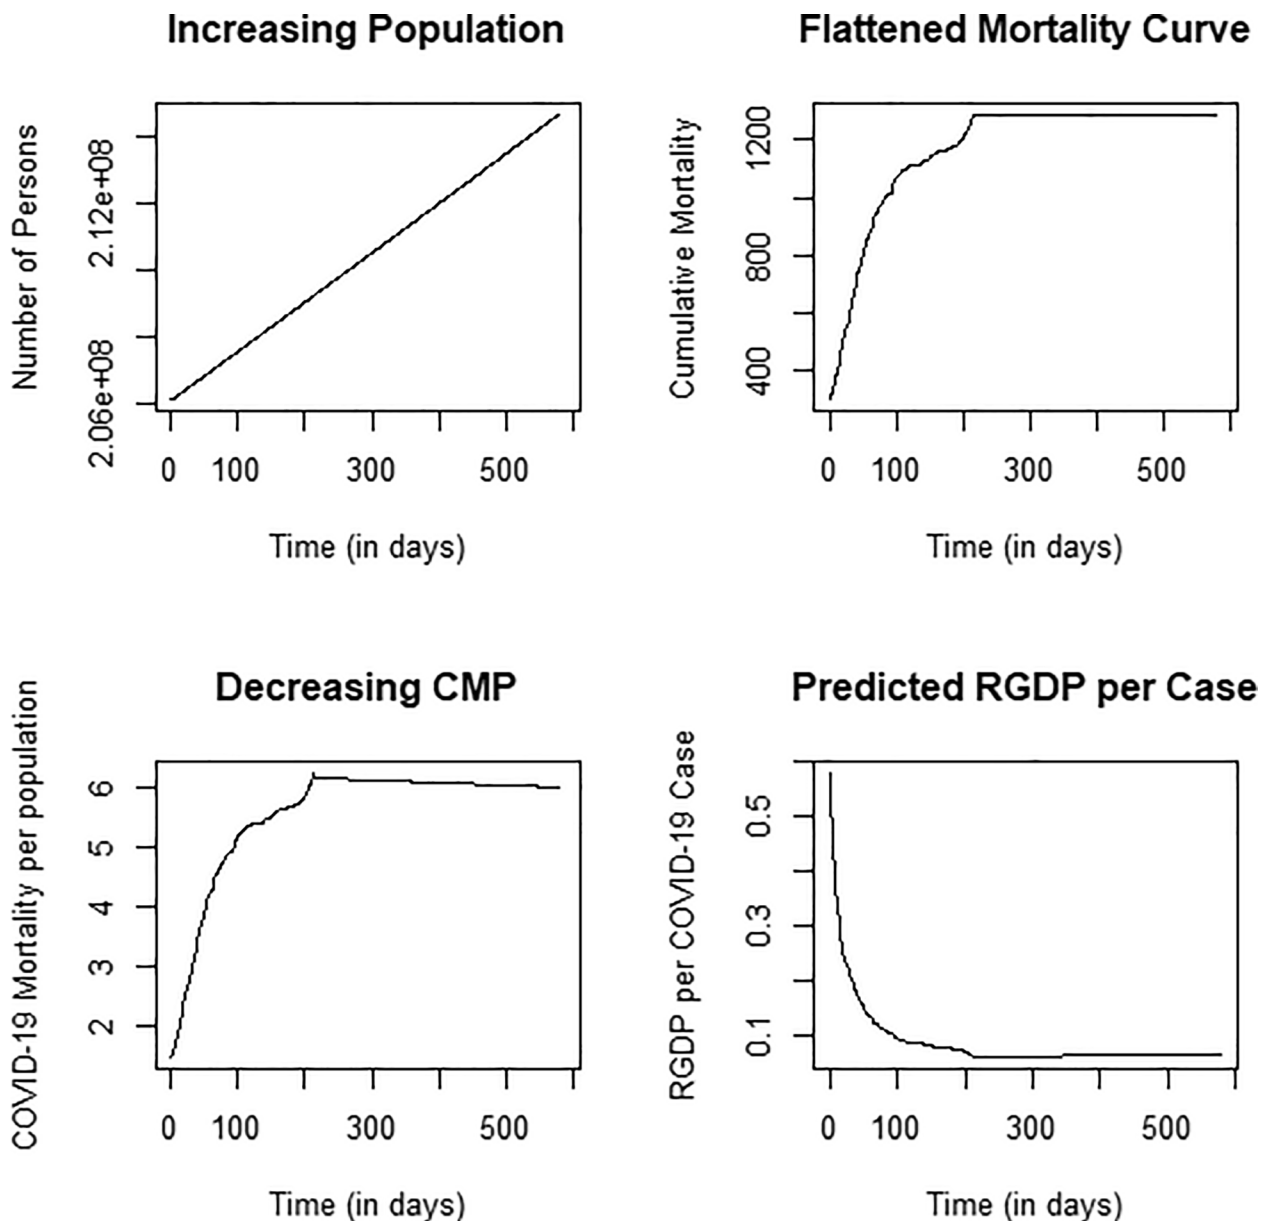 Increasing Population
Number of Persons
2.06e+08
2.12e+08
0 100 300 500
Time (in days)
Flattened Mortality Curve
Cumulative Mortality
400
800
1200
0 100 300 500
Time (in days)
Decreasing CMP
COVID-19 Mortality per population
6
5
4
3
2
0 100 300 500
Time (in days)
Predicted RGDP per Case
RGDP per COVID-19 Case
0.1
0.3
0.5
0 100 300 500
Time (in days)